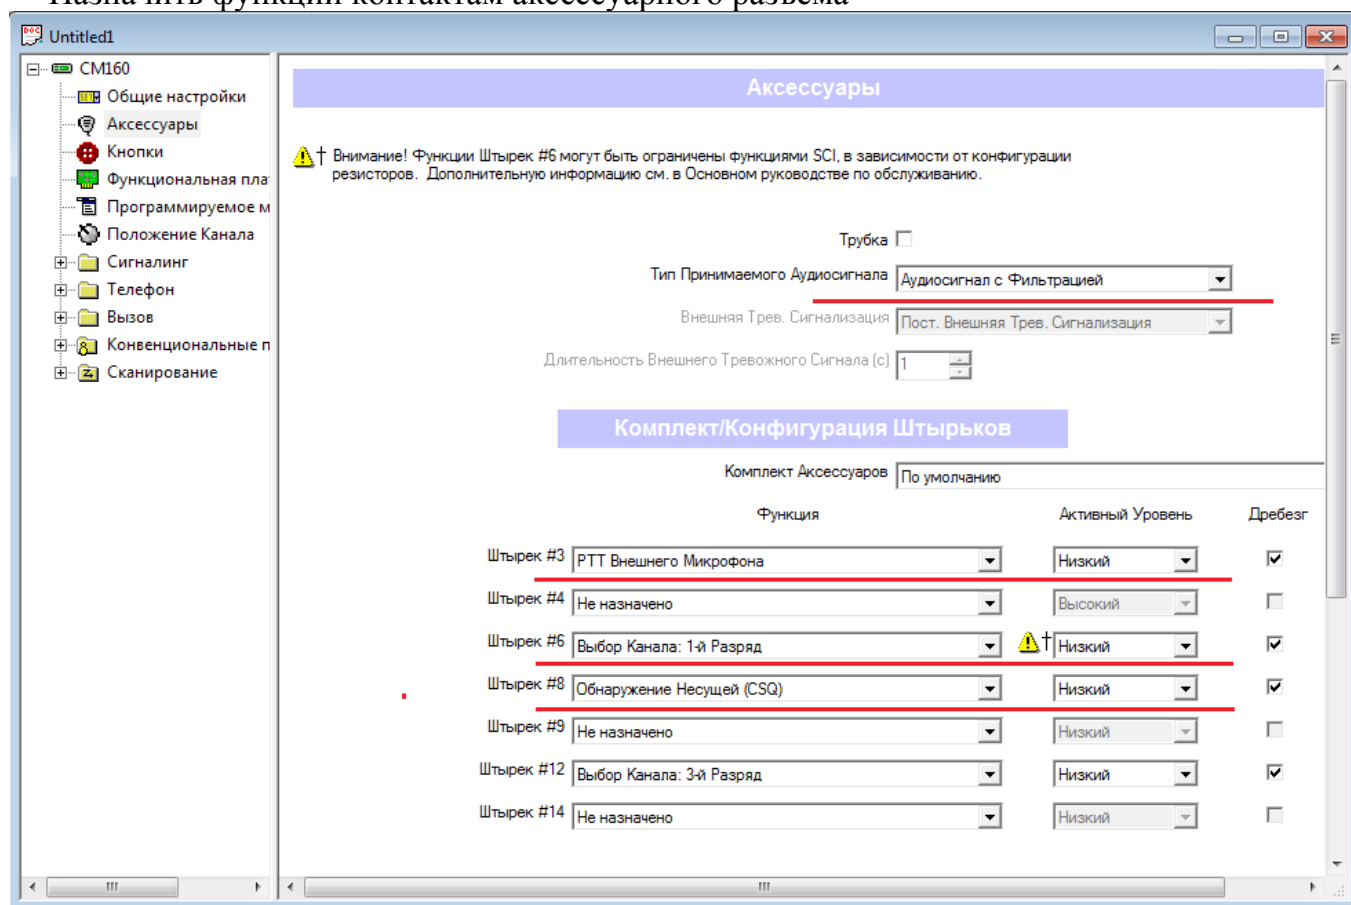 Назначить функции контактам аксессуарного разъема
Untitled1
CM160
Общие настройки
Аксессуары
Кнопки
Функциональная пла
Программируемое м
Положение Канала
Сигналинг
Телефон
Вызов
Конвенциональные п
Сканирование
Аксессуары
† Внимание! Функции Штырек #6 могут быть ограничены функциями SCI, в зависимости от конфигурации
резисторов. Дополнительную информацию см. в Основном руководстве по обслуживанию.
Трубка
Тип Принимаемого Аудиосигнала Аудиосигнал с Фильтрацией
Внешняя Трев. Сигнализация Пост. Внешняя Трев. Сигнализация
Длительность Внешнего Тревожного Сигнала (с) 1
Комплект/Конфигурация Штырьков
Комплект Аксессуаров По умолчанию
Функция Активный Уровень Дребезг
Штырек #3 PTT Внешнего Микрофона Низкий
Штырек #4 Не назначено Высокий
Штырек #6 Выбор Канала: 1-й Разряд † Низкий
Штырек #8 Обнаружение Несущей (CSQ) Низкий
Штырек #9 Не назначено Низкий
Штырек #12 Выбор Канала: 3-й Разряд Низкий
Штырек #14 Не назначено Низкий